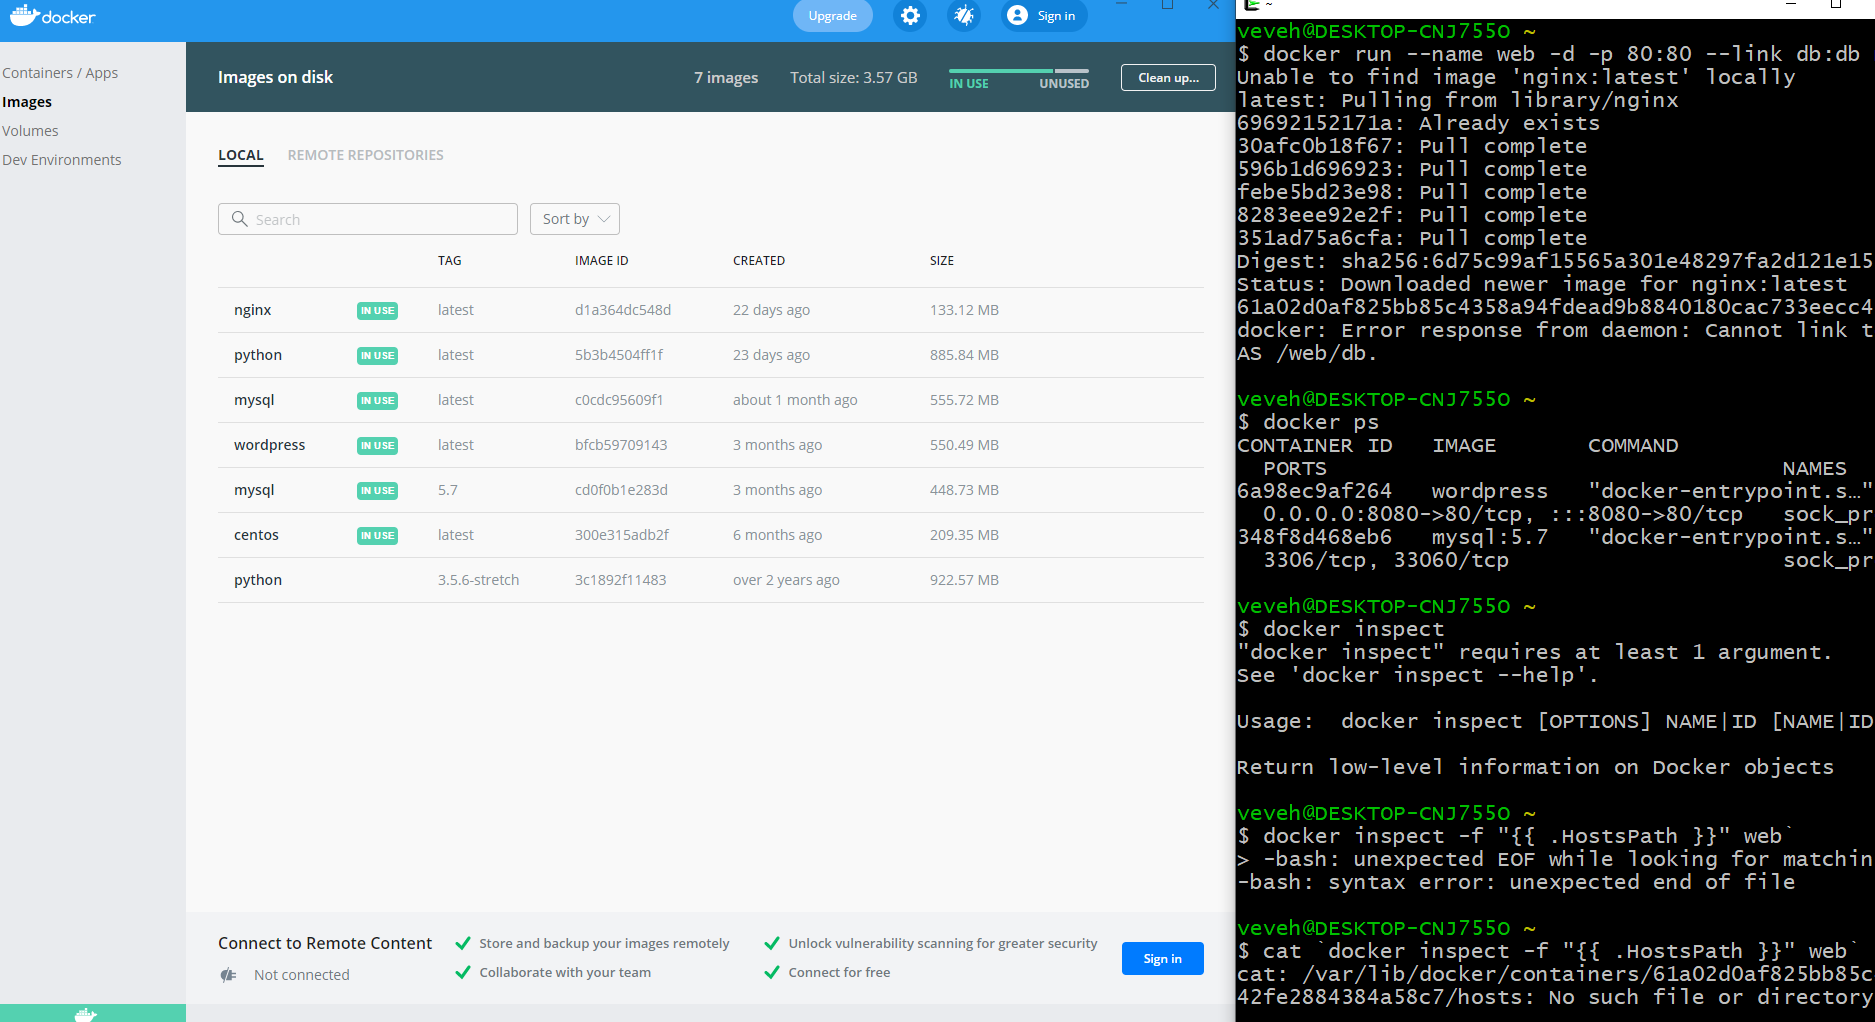 docker
Upgrade
Sign in
Containers / Apps
Images
Volumes
Dev Environments
Images on disk
7 images
Total size: 3.57 GB
IN USE
UNUSED
Clean up...
LOCAL
REMOTE REPOSITORIES
Search
Sort by
TAG IMAGE ID CREATED SIZE
nginx IN USE latest d1a364dc548d 22 days ago 133.12 MB
python IN USE latest 5b3b4504ff1f 23 days ago 885.84 MB
mysql IN USE latest c0cdc95609f1 about 1 month ago 555.72 MB
wordpress IN USE latest bfcb59709143 3 months ago 550.49 MB
mysql IN USE 5.7 cd0f0b1e283d 3 months ago 448.73 MB
centos IN USE latest 300e315adb2f 6 months ago 209.35 MB
python 3.5.6-stretch 3c1892f11483 over 2 years ago 922.57 MB
Connect to Remote Content
Not connected
Store and backup your images remotely
Collaborate with your team
Unlock vulnerability scanning for greater security
Connect for free
Sign in
~
veveh@DESKTOP-CNJ755O ~
$ docker run --name web -d -p 80:80 --link db:db
Unable to find image 'nginx:latest' locally
latest: Pulling from library/nginx
69692152171a: Already exists
30afc0b18f67: Pull complete
596b1d696923: Pull complete
febe5bd23e98: Pull complete
8283eee92e2f: Pull complete
351ad75a6cfa: Pull complete
Digest: sha256:6d75c99af15565a301e48297fa2d121e15
Status: Downloaded newer image for nginx:latest
61a02d0af825bb85c4358a94fdead9b8840180cac733eecc4
docker: Error response from daemon: Cannot link t
AS /web/db.
veveh@DESKTOP-CNJ755O ~
$ docker ps
CONTAINER ID IMAGE COMMAND
PORTS NAMES
6a98ec9af264 wordpress "docker-entrypoint.s…"
0.0.0.0:8080->80/tcp, :::8080->80/tcp sock_pr
348f8d468eb6 mysql:5.7 "docker-entrypoint.s…"
3306/tcp, 33060/tcp sock_pr
veveh@DESKTOP-CNJ755O ~
$ docker inspect
"docker inspect" requires at least 1 argument.
See 'docker inspect --help'.
Usage: docker inspect [OPTIONS] NAME|ID [NAME|ID
Return low-level information on Docker objects
veveh@DESKTOP-CNJ755O ~
$ docker inspect -f "{{ .HostsPath }}" web`
> -bash: unexpected EOF while looking for matchin
-bash: syntax error: unexpected end of file
veveh@DESKTOP-CNJ755O ~
$ cat `docker inspect -f "{{ .HostsPath }}" web`
cat: /var/lib/docker/containers/61a02d0af825bb85c
42fe2884384a58c7/hosts: No such file or directory